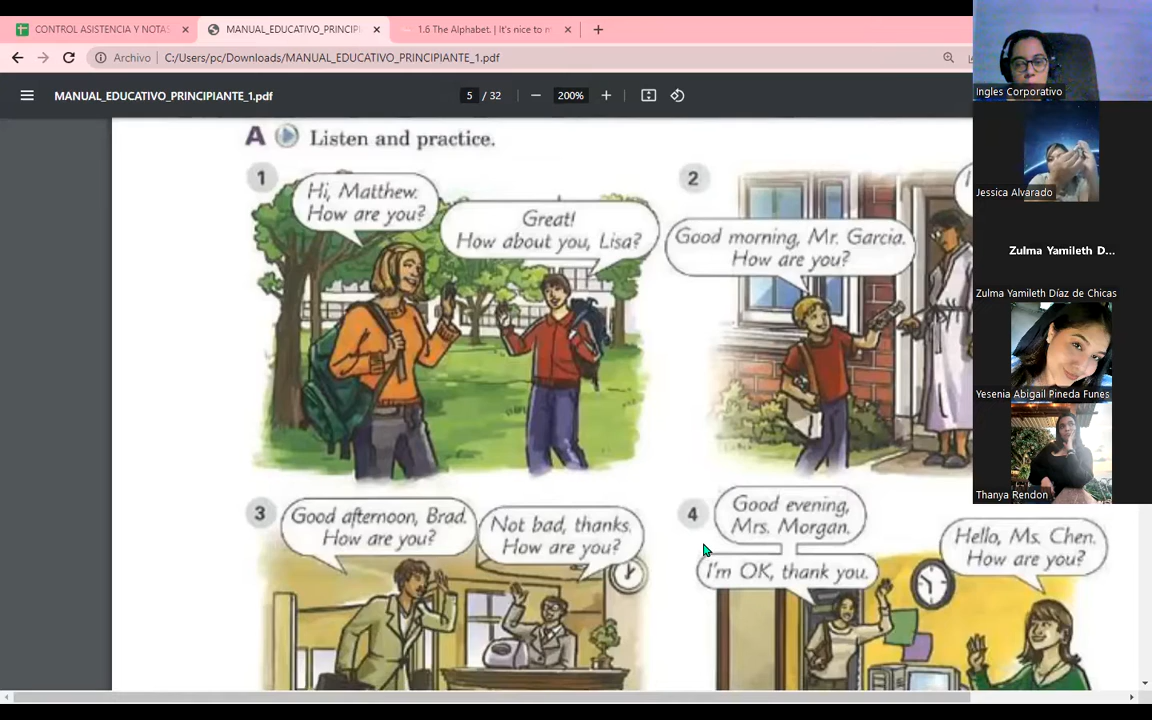 CONTROL ASISTENCIA Y NOTAS
MANUAL_EDUCATIVO_PRINCIPI
1.6 The Alphabet. | It's nice to m
Archivo
C:/Users/pc/Downloads/MANUAL_EDUCATIVO_PRINCIPIANTE_1.pdf
MANUAL_EDUCATIVO_PRINCIPIANTE_1.pdf
5 / 32
200%
A Listen and practice.
1
Hi, Matthew.
How are you?
Great!
How about you, Lisa?
2
Good morning, Mr. Garcia.
How are you?
3
Good afternoon, Brad.
How are you?
Not bad, thanks.
How are you?
4
Good evening,
Mrs. Morgan.
I'm OK, thank you.
Hello, Ms. Chen.
How are you?
Ingles Corporativo
Jessica Alvarado
Zulma Yamileth D...
Zulma Yamileth Díaz de Chicas
Yesenia Abigail Pineda Funes
Thanya Rendon